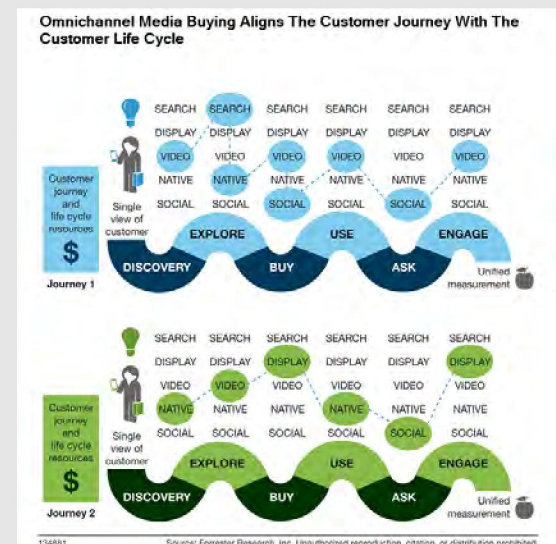 Omnichannel Media Buying Aligns The Customer Journey With The
Customer Life Cycle
SEARCH SEARCH SEARCH SEARCH SEARCH SEARCH
DISPLAY DISPLAY DISPLAY DISPLAY DISPLAY DISPLAY
VIDEO VIDEO VIDEO VIDEO VIDEO VIDEO
NATIVE NATIVE NATIVE NATIVE NATIVE NATIVE
SOCIAL SOCIAL SOCIAL SOCIAL SOCIAL SOCIAL
Customer
journey
and
life cycle
resources
$
Journey 1
Single
view of
customer
EXPLORE USE ENGAGE
DISCOVERY BUY ASK
Unified
measurement
SEARCH SEARCH SEARCH SEARCH SEARCH SEARCH
DISPLAY DISPLAY DISPLAY DISPLAY DISPLAY DISPLAY
VIDEO VIDEO VIDEO VIDEO VIDEO VIDEO
NATIVE NATIVE NATIVE NATIVE NATIVE NATIVE
SOCIAL SOCIAL SOCIAL SOCIAL SOCIAL SOCIAL
Customer
journey
and
life cycle
resources
$
Journey 2
Single
view of
customer
EXPLORE USE ENGAGE
DISCOVERY BUY ASK
Unified
measurement
Source: Forrester Research, Inc. Unauthorized reproduction, citation, or distribution prohibited.